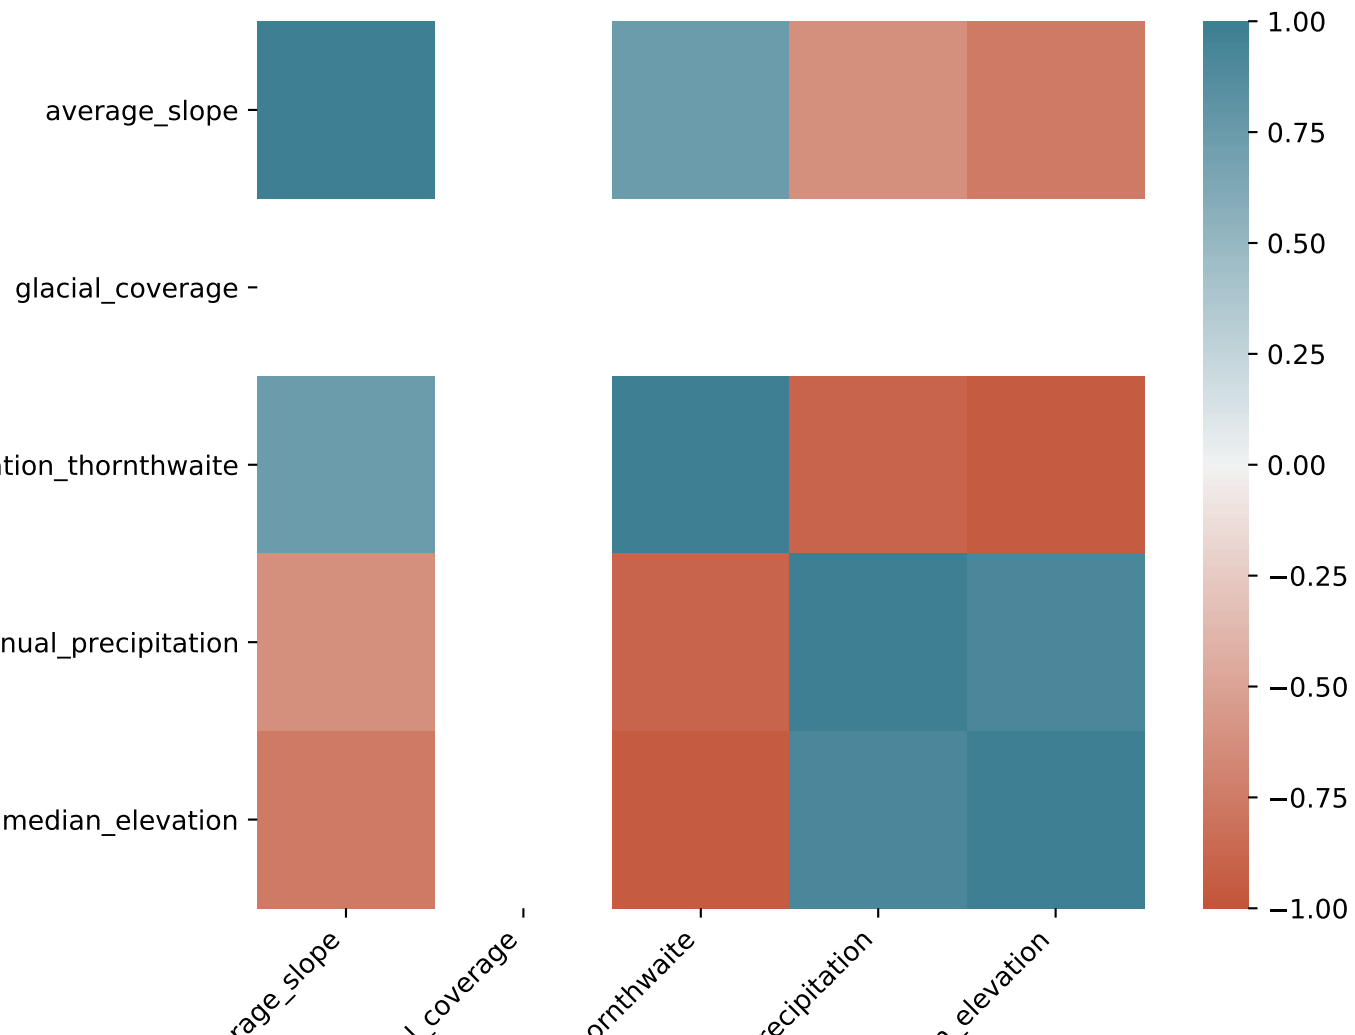 average_slope
glacial_coverage
ation_thornthwaite
nual_precipitation
median_elevation
rage_slope
l_coverage
ornthwaite
recipitation
n_elevation
1.00
0.75
0.50
0.25
0.00
−0.25
−0.50
−0.75
−1.00